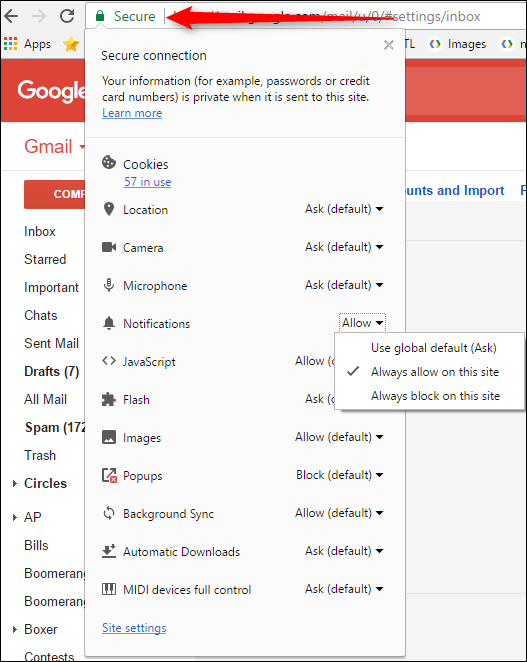 Secure
/mail/u/0/#settings/inbox
Apps
TL
Images
Google
Secure connection
Your information (for example, passwords or credit
card numbers) is private when it is sent to this site.
Learn more
Gmail
Cookies
57 in use
Location Ask (default)
Camera Ask (default)
Microphone Ask (default)
Notifications Allow
Use global default (Ask)
Always allow on this site
Always block on this site
JavaScript Allow
Flash Ask
Images Allow (default)
Popups Block (default)
Background Sync Allow (default)
Automatic Downloads Ask (default)
MIDI devices full control Ask (default)
Site settings
COMP
unts and Import
Inbox
Starred
Important
Chats
Sent Mail
Drafts (7)
All Mail
Spam (172
Trash
Circles
AP
Bills
Boomerang
Boomerang
Boxer
Control